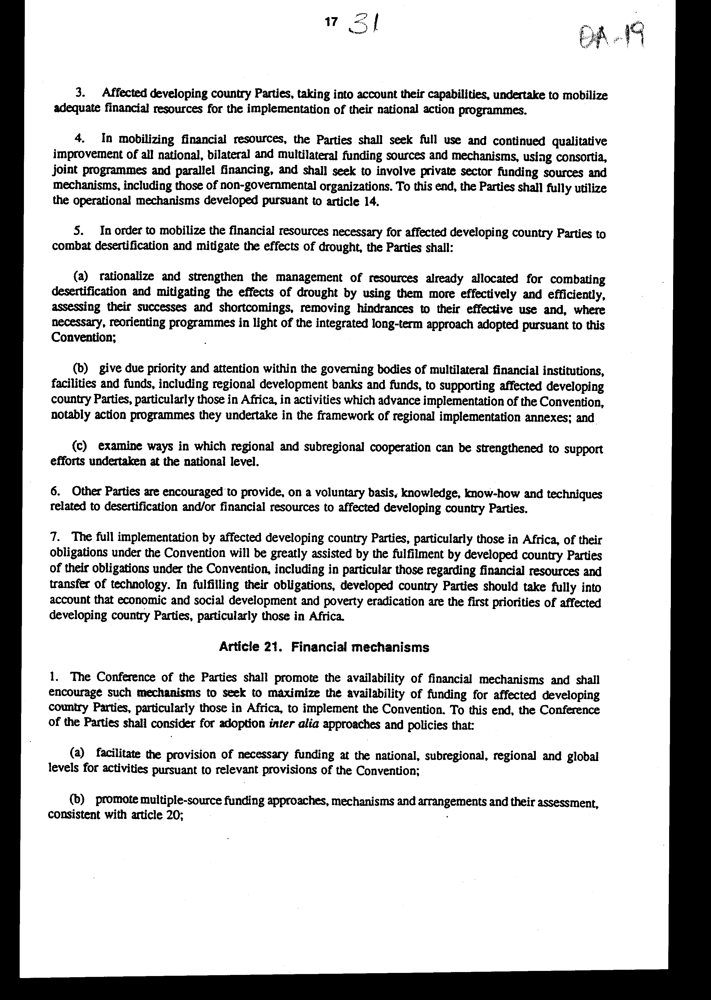 17 31
DA-19
3. Affected developing country Parties, taking into account their capabilities, undertake to mobilize
adequate financial resources for the implementation of their national action programmes.
4. In mobilizing financial resources, the Parties shall seek full use and continued qualitative
improvement of all national, bilateral and multilateral funding sources and mechanisms, using consortia,
joint programmes and parallel financing, and shall seek to involve private sector funding sources and
mechanisms, including those of non-governmental organizations. To this end, the Parties shall fully utilize
the operational mechanisms developed pursuant to article 14.
5. In order to mobilize the financial resources necessary for affected developing country Parties to
combat desertification and mitigate the effects of drought, the Parties shall:
(a) rationalize and strengthen the management of resources already allocated for combating
desertification and mitigating the effects of drought by using them more effectively and efficiently,
assessing their successes and shortcomings, removing hindrances to their effective use and, where
necessary, reorienting programmes in light of the integrated long-term approach adopted pursuant to this
Convention;
(b) give due priority and attention within the governing bodies of multilateral financial institutions,
facilities and funds, including regional development banks and funds, to supporting affected developing
country Parties, particularly those in Africa, in activities which advance implementation of the Convention,
notably action programmes they undertake in the framework of regional implementation annexes; and
(c) examine ways in which regional and subregional cooperation can be strengthened to support
efforts undertaken at the national level.
6. Other Parties are encouraged to provide, on a voluntary basis, knowledge, know-how and techniques
related to desertification and/or financial resources to affected developing country Parties.
7. The full implementation by affected developing country Parties, particularly those in Africa, of their
obligations under the Convention will be greatly assisted by the fulfilment by developed country Parties
of their obligations under the Convention, including in particular those regarding financial resources and
transfer of technology. In fulfilling their obligations, developed country Parties should take fully into
account that economic and social development and poverty eradication are the first priorities of affected
developing country Parties, particularly those in Africa.
Article 21. Financial mechanisms
1. The Conference of the Parties shall promote the availability of financial mechanisms and shall
encourage such mechanisms to seek to maximize the availability of funding for affected developing
country Parties, particularly those in Africa, to implement the Convention. To this end, the Conference
of the Parties shall consider for adoption inter alia approaches and policies that:
(a) facilitate the provision of necessary funding at the national, subregional, regional and global
levels for activities pursuant to relevant provisions of the Convention;
(b) promote multiple-source funding approaches, mechanisms and arrangements and their assessment,
consistent with article 20;